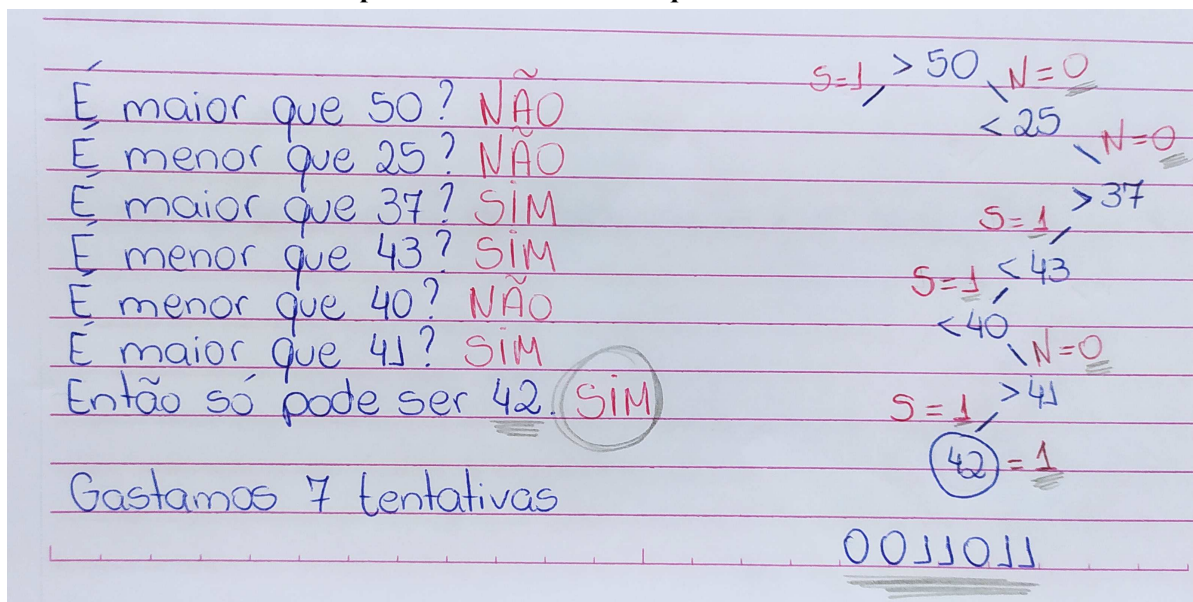 É maior que 50? NÃO
É menor que 25? NÃO
É maior que 37? SIM
É menor que 43? SIM
É menor que 40? NÃO
É maior que 41? SIM
Então só pode ser 42. SIM
Gastamos 7 tentativas
S=1 >50 N=0
<25 N=0
>37
S=1
<43
S=1
<40
N=0
>41
S=1
42 = 1
0011011